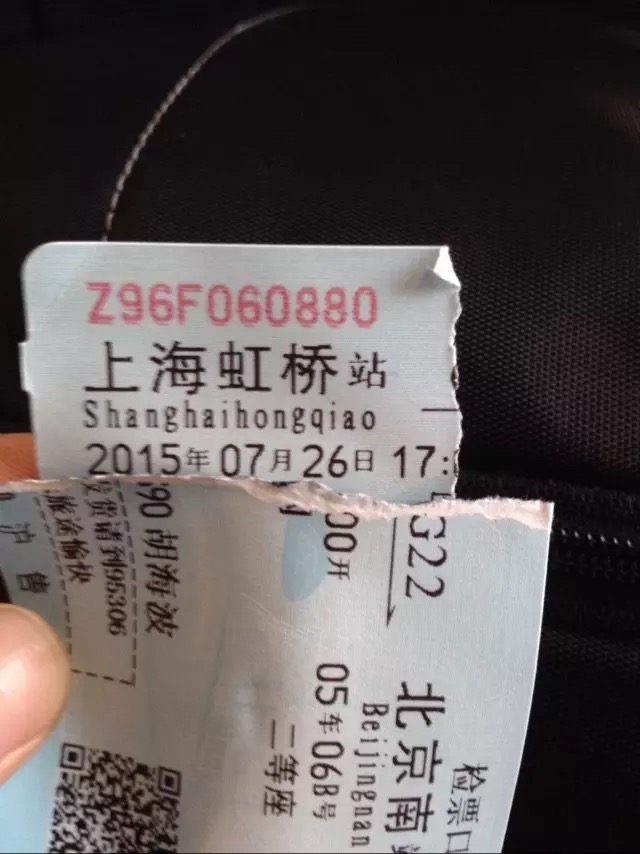 Z96F060880
上海虹桥站
Shanghaihongqiao
2015年07月26日 17:
G22
北京南
Beijingnan
检票口
00开
05车06B号
二等座
90 胡海波
货请到95306
旅途愉快
沪售